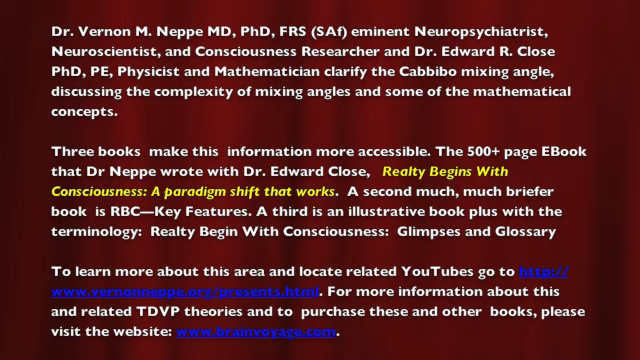 Dr. Vernon M. Neppe MD, PhD, FRS (SAf) eminent Neuropsychiatrist,
Neuroscientist, and Consciousness Researcher and Dr. Edward R. Close
PhD, PE, Physicist and Mathematician clarify the Cabbibo mixing angle,
discussing the complexity of mixing angles and some of the mathematical
concepts.
Three books make this information more accessible. The 500+ page EBook
that Dr Neppe wrote with Dr. Edward Close, Realty Begins With
Consciousness: A paradigm shift that works. A second much, much briefer
book is RBC—Key Features. A third is an illustrative book plus with the
terminology: Realty Begin With Consciousness: Glimpses and Glossary
To learn more about this area and locate related YouTubes go to http://
www.vernonneppe.org/presents.html. For more information about this
and related TDVP theories and to purchase these and other books, please
visit the website: www.brainvoyage.com.